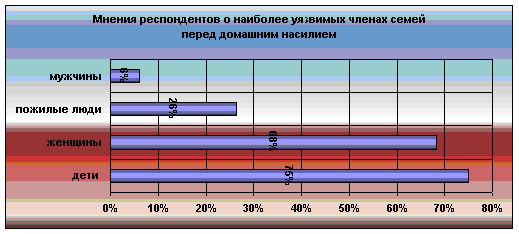 Мнения респондентов о наиболее уязвимых членах семей
перед домашним насилием
мужчины
6%
пожилые люди
26%
женщины
68%
дети
75%
0% 10% 20% 30% 40% 50% 60% 70% 80%